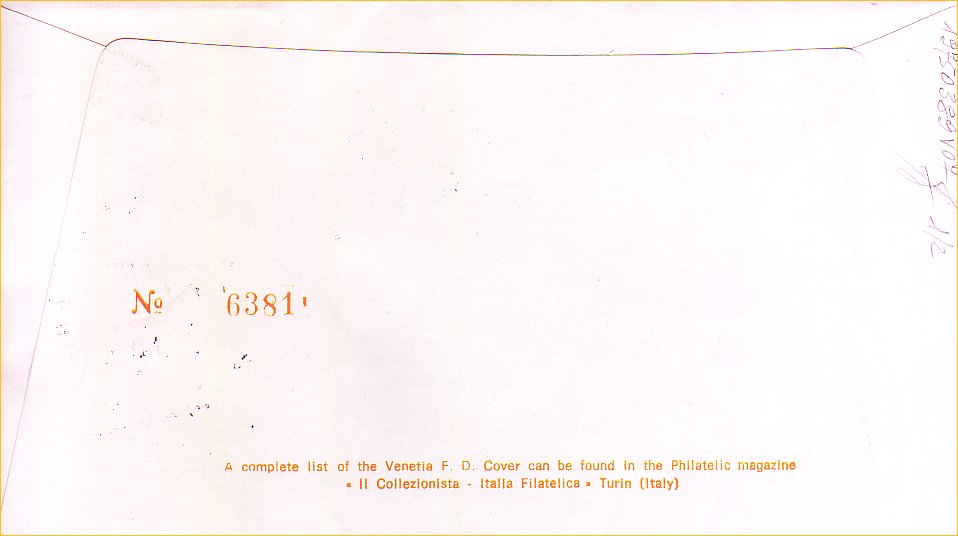 № 6381
A complete list of the Venetia F. D. Cover can be found in the Philatelic magazine
« Il Collezionista - Italia Filatelica » Turin (Italy)